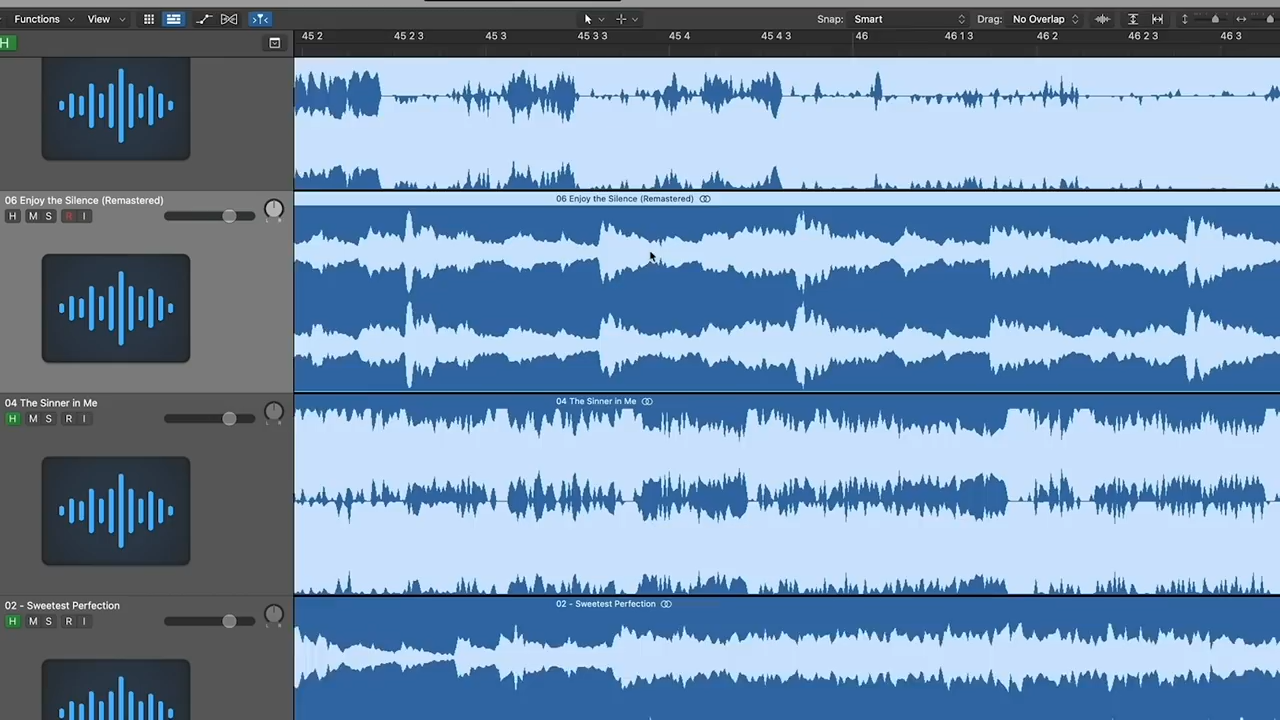 Functions View Snap: Smart Drag: No Overlap
H 45 2 45 2 3 45 3 45 3 3 45 4 45 4 3 46 46 1 3 46 2 46 2 3 46 3
06 Enjoy the Silence (Remastered) 06 Enjoy the Silence (Remastered)
H M S R I L R
04 The Sinner in Me 04 The Sinner in Me
H M S R I L R
02 - Sweetest Perfection 02 - Sweetest Perfection
H M S R I L R